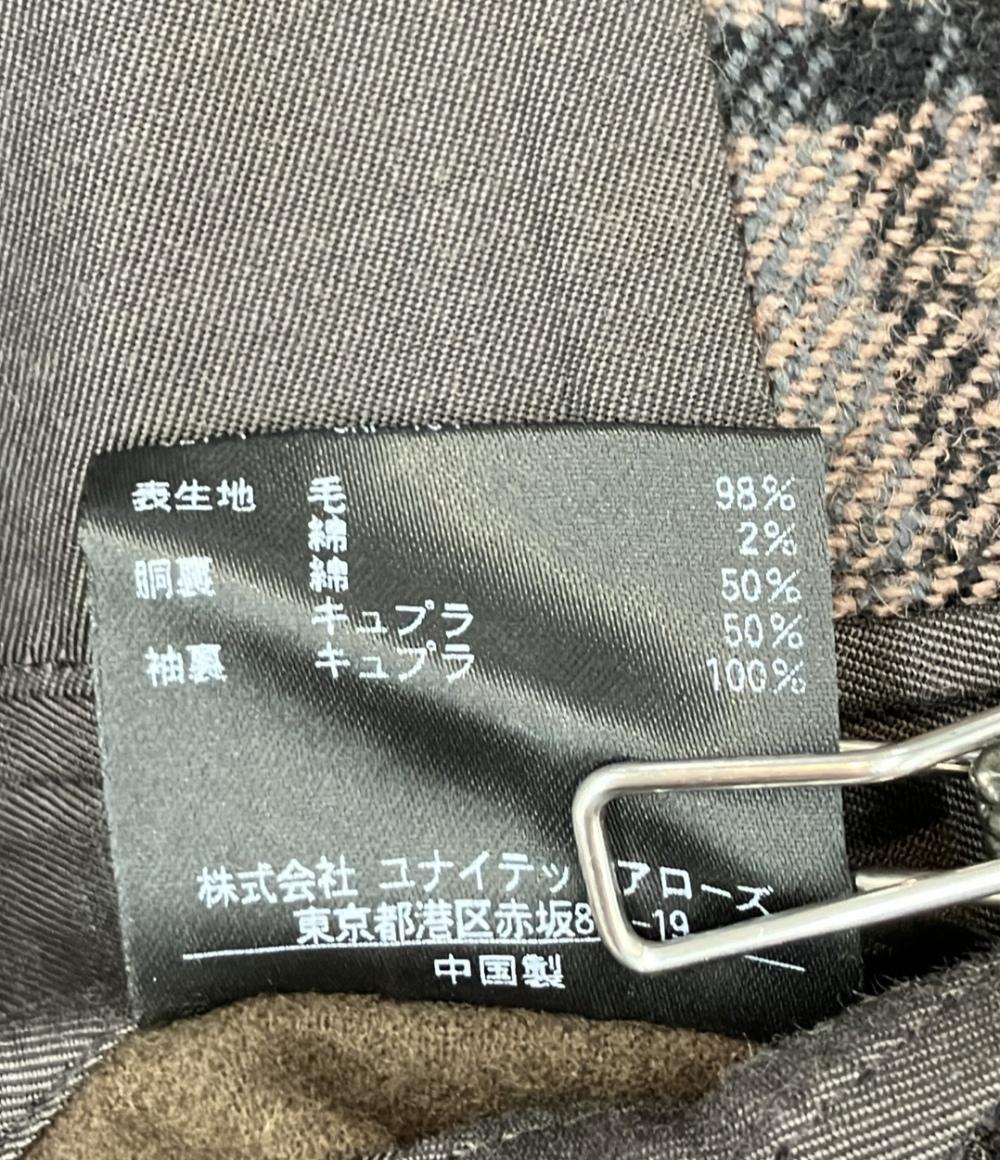 表生地 毛 98%
綿 2%
胴裏 綿 50%
キュプラ 50%
袖裏 キュプラ 100%
株式会社 ユナイテッ アローズ
東京都港区赤坂8 -19
中国製